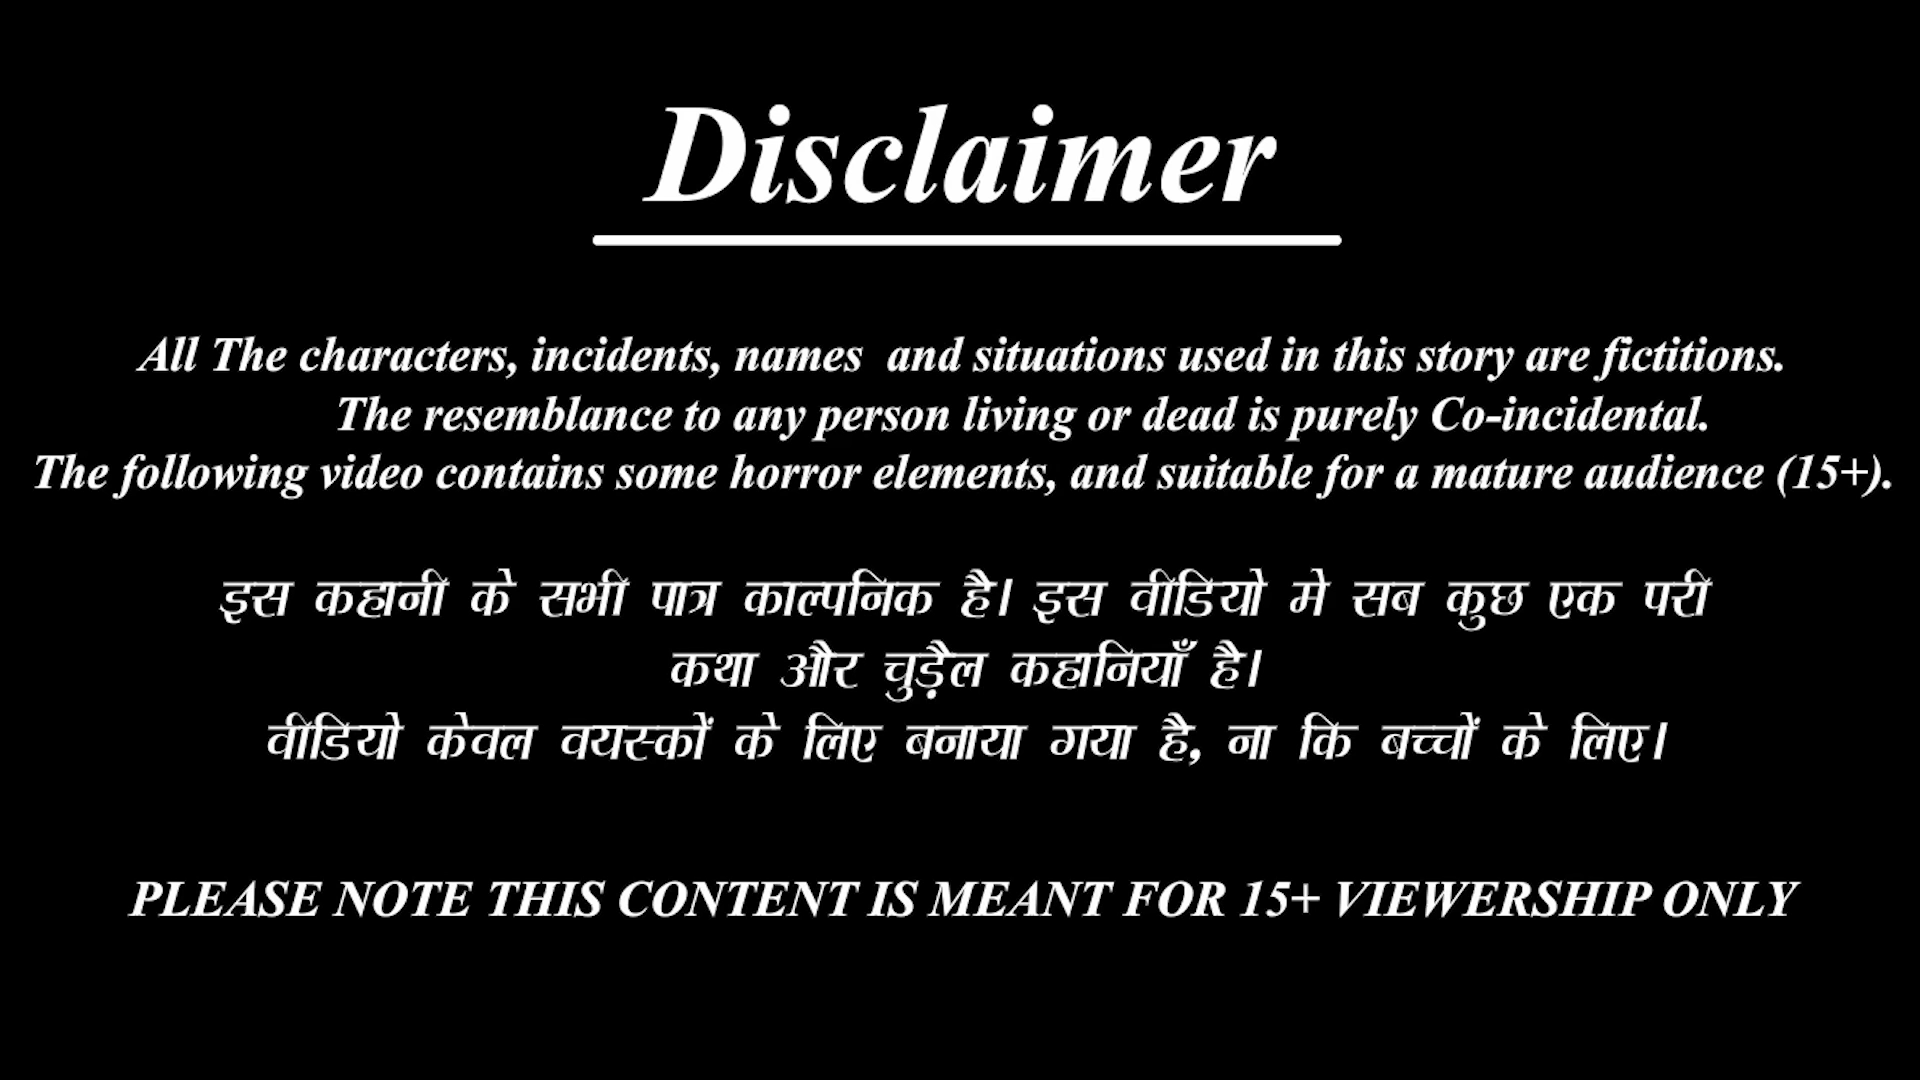 Disclaimer
All The characters, incidents, names and situations used in this story are fictitions.
The resemblance to any person living or dead is purely Co-incidental.
The following video contains some horror elements, and suitable for a mature audience (15+).
इस कहानी के सभी पात्र काल्पनिक है। इस वीडियो मे सब कुछ एक परी
कथा और चुड़ैल कहानियाँ है।
वीडियो केवल वयस्कों के लिए बनाया गया है, ना कि बच्चों के लिए।
PLEASE NOTE THIS CONTENT IS MEANT FOR 15+ VIEWERSHIP ONLY